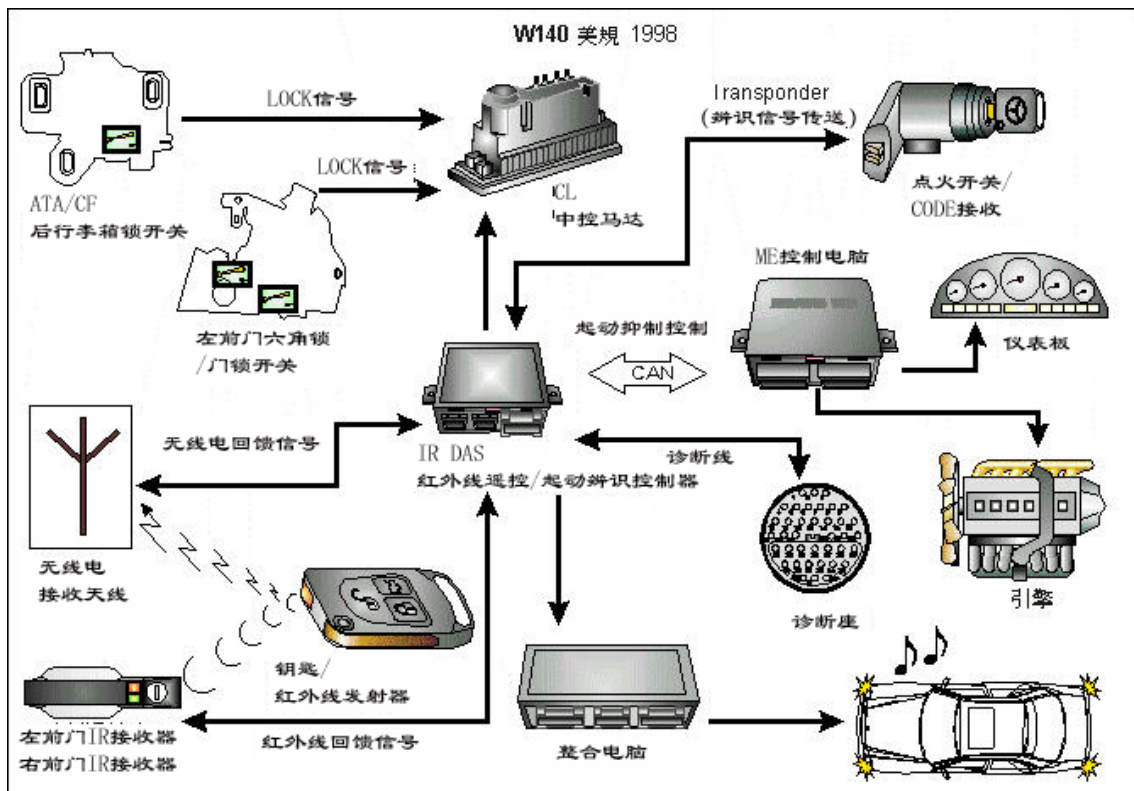 W140 美規 1998
LOCK信号
Transponder
(辨识信号传送)
LOCK信号
ATA/CF
后行李箱锁开关
CL
中控马达
点火开关/
CODE接收
ME控制电脑
左前门六角锁
/门锁开关
起动抑制控制
仪表板
CAN
无线电回馈信号
IR DAS
红外线遥控/起动辨识控制器
诊断线
无线电
接收天线
引擎
诊断座
钥匙/
红外线发射器
左前门IR接收器
右前门IR接收器
红外线回馈信号
整合电脑